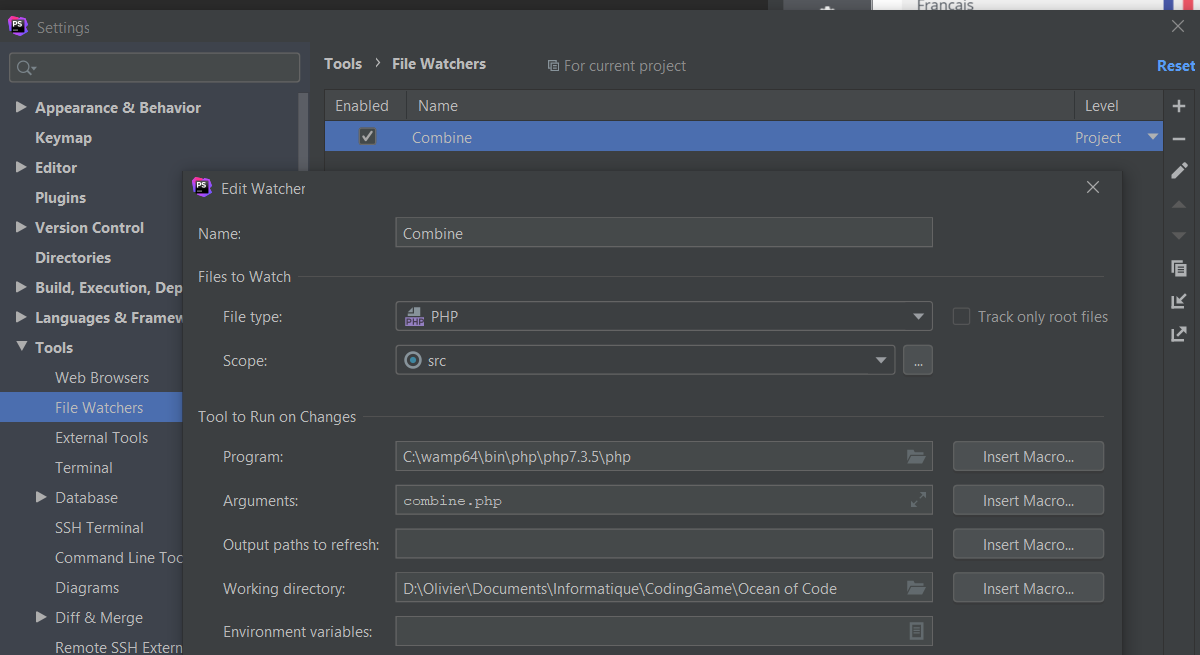 Français
Settings
Tools › File Watchers
For current project
Reset
Appearance & Behavior
Keymap
Editor
Plugins
Version Control
Directories
Build, Execution, Dep
Languages & Framew
Tools
Web Browsers
File Watchers
External Tools
Terminal
Database
SSH Terminal
Command Line Too
Diagrams
Diff & Merge
Remote SSH Extern
Enabled Name Level
Combine Project
PS Edit Watcher
Name: Combine
Files to Watch
File type: PHP Track only root files
Scope: src ...
Tool to Run on Changes
Program: C:\wamp64\bin\php\php7.3.5\php Insert Macro...
Arguments: combine.php Insert Macro...
Output paths to refresh: Insert Macro...
Working directory: D:\Olivier\Documents\Informatique\CodingGame\Ocean of Code Insert Macro...
Environment variables: